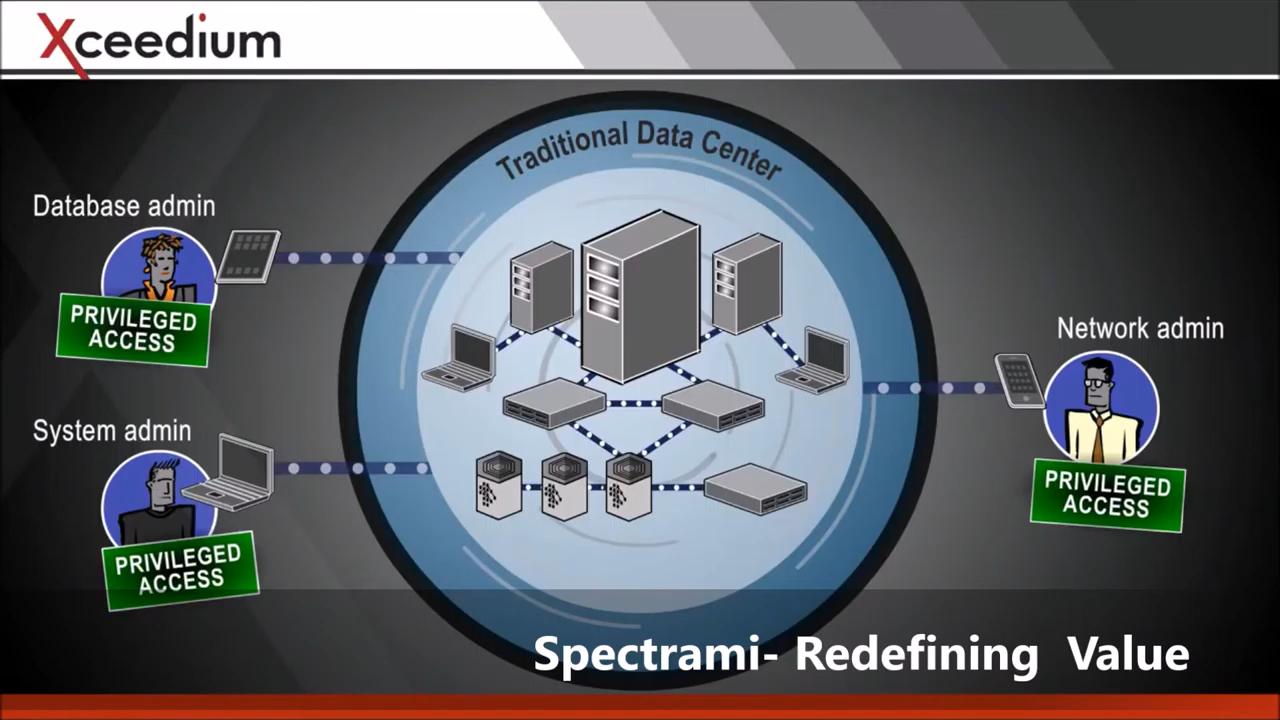 Xceedium
Traditional Data Center
Database admin
PRIVILEGED
ACCESS
System admin
PRIVILEGED
ACCESS
Network admin
PRIVILEGED
ACCESS
Spectrami- Redefining  Value